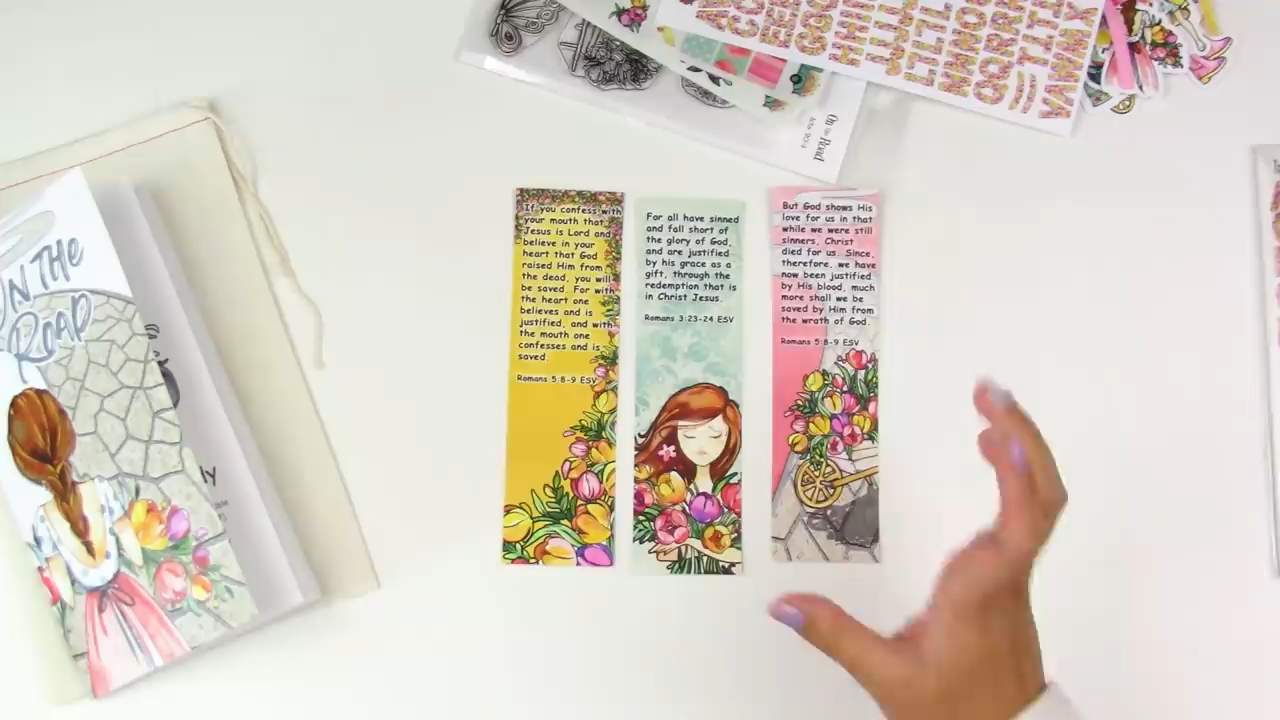 ON THE
ROAD
On the Road
If you confess with
your mouth that
Jesus is Lord and
believe in your
heart that God
raised Him from
the dead, you will
be saved. For with
the heart one
believes and is
justified, and with
the mouth one
confesses and is
saved.
Romans 5:8-9 ESV
For all have sinned
and fall short of
the glory of God,
and are justified
by his grace as a
gift, through the
redemption that is
in Christ Jesus.
Romans 3:23-24 ESV
But God shows His
love for us in that
while we were still
sinners, Christ
died for us. Since,
therefore, we have
now been justified
by His blood, much
more shall we be
saved by Him from
the wrath of God.
Romans 5:8-9 ESV